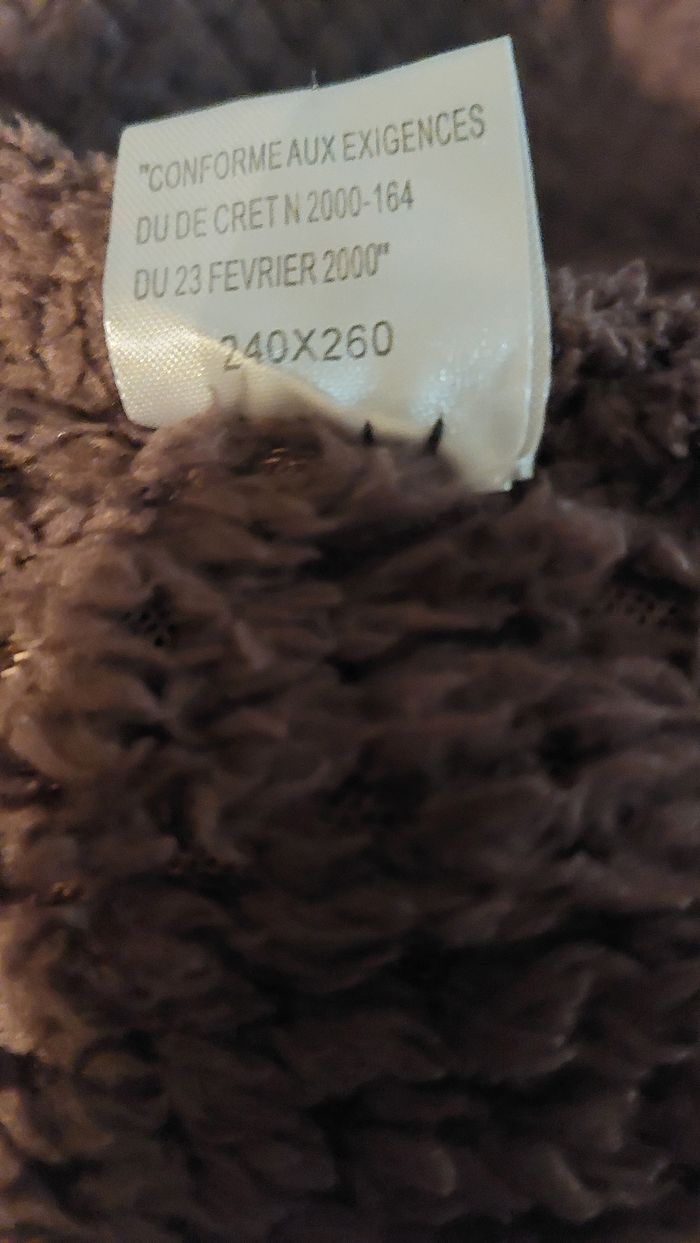 "CONFORME AUX EXIGENCES
DU DE CRET N 2000-164
DU 23 FEVRIER 2000"
240X260